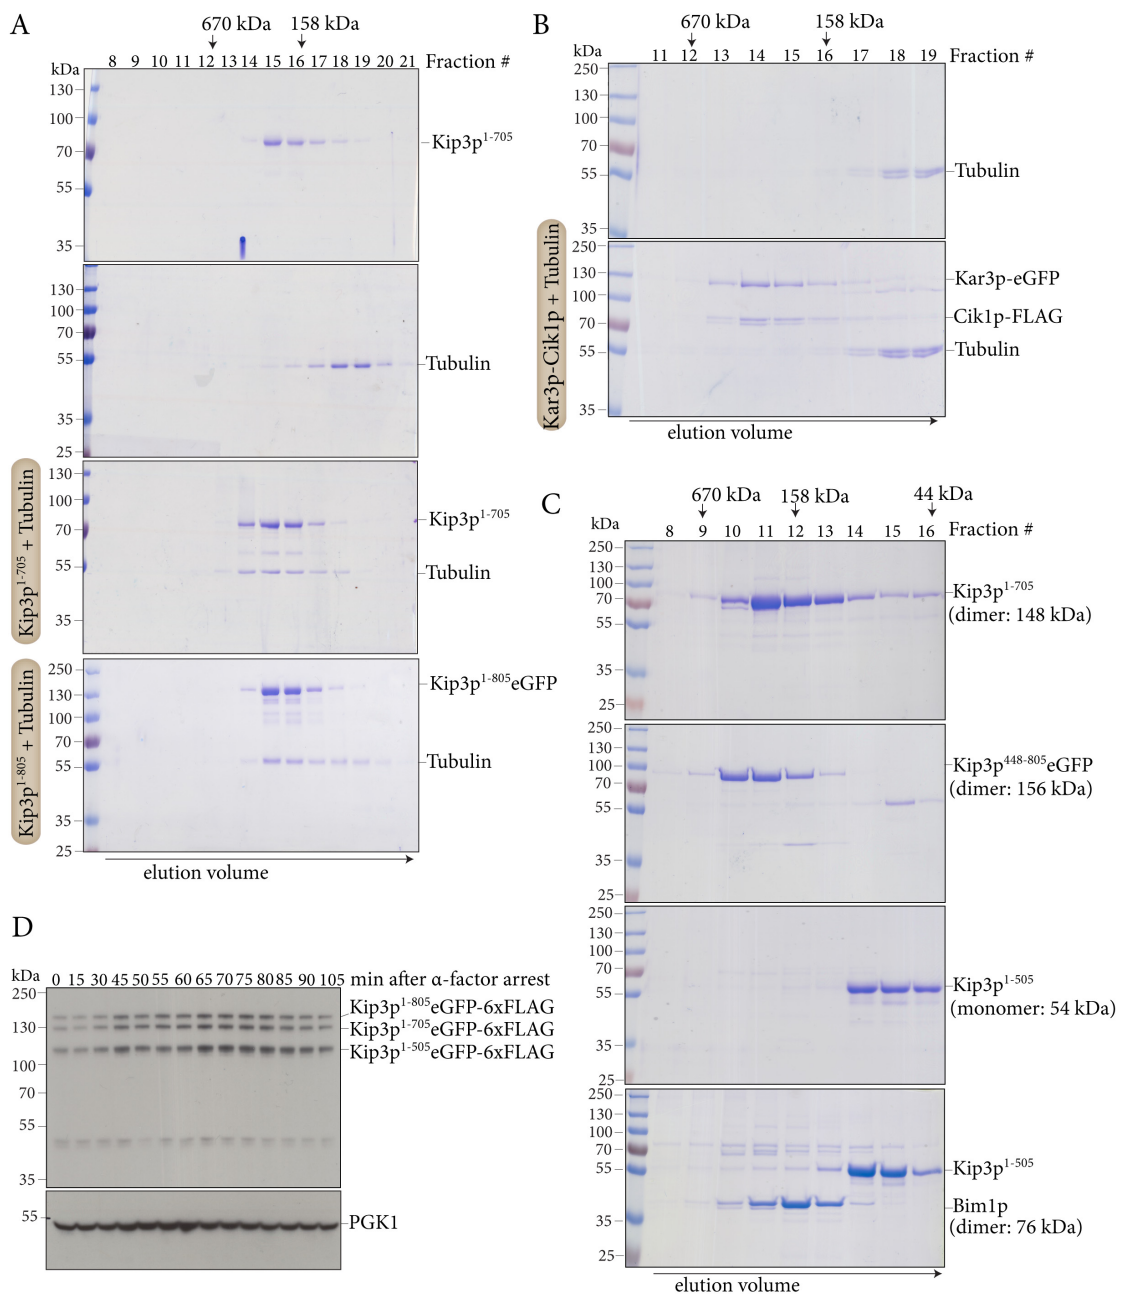 A
670 kDa 158 kDa
8 9 10 11 12 13 14 15 16 17 18 19 20 21 Fraction #
kDa
130
100
70
55
35
Kip3p1-705
130
100
70
55
35
25
Tubulin
Kip3p1-705 + Tubulin
130
100
70
55
35
Kip3p1-705
Tubulin
Kip3p1-805 + Tubulin
250
130
100
70
55
35
25
Kip3p1-805eGFP
Tubulin
elution volume
B
670 kDa 158 kDa
kDa 11 12 13 14 15 16 17 18 19 Fraction #
250
130
100
70
55
35
Tubulin
Kar3p-Cik1p + Tubulin
250
130
100
70
55
35
Kar3p-eGFP
Cik1p-FLAG
Tubulin
elution volume
C
670 kDa 158 kDa 44 kDa
kDa 8 9 10 11 12 13 14 15 16 Fraction #
250
130
100
70
55
35
25
Kip3p1-705
(dimer: 148 kDa)
250
130
100
70
55
35
25
Kip3p448-805eGFP
(dimer: 156 kDa)
250
130
100
70
55
35
25
Kip3p1-505
(monomer: 54 kDa)
250
130
100
70
55
35
25
Kip3p1-505
Bim1p
(dimer: 76 kDa)
elution volume
D
kDa 0 15 30 45 50 55 60 65 70 75 80 85 90 105 min after α-factor arrest
250
130
100
70
55
35
Kip3p1-805eGFP-6xFLAG
Kip3p1-705eGFP-6xFLAG
Kip3p1-505eGFP-6xFLAG
55
PGK1